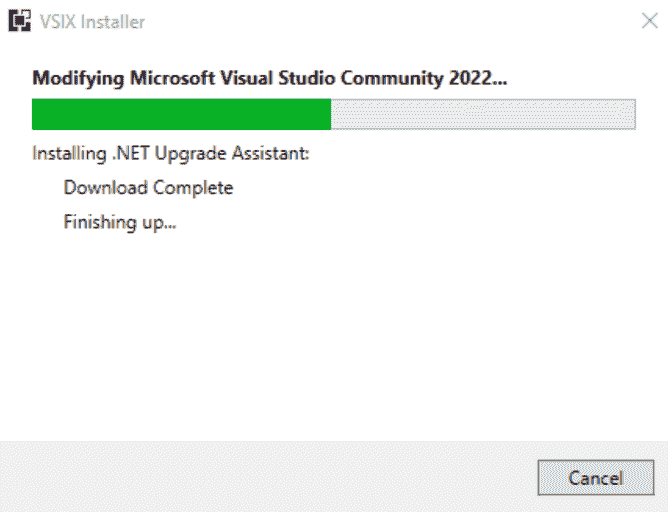 VSIX Installer
Modifying Microsoft Visual Studio Community 2022...
Installing .NET Upgrade Assistant:
Download Complete
Finishing up...
Cancel